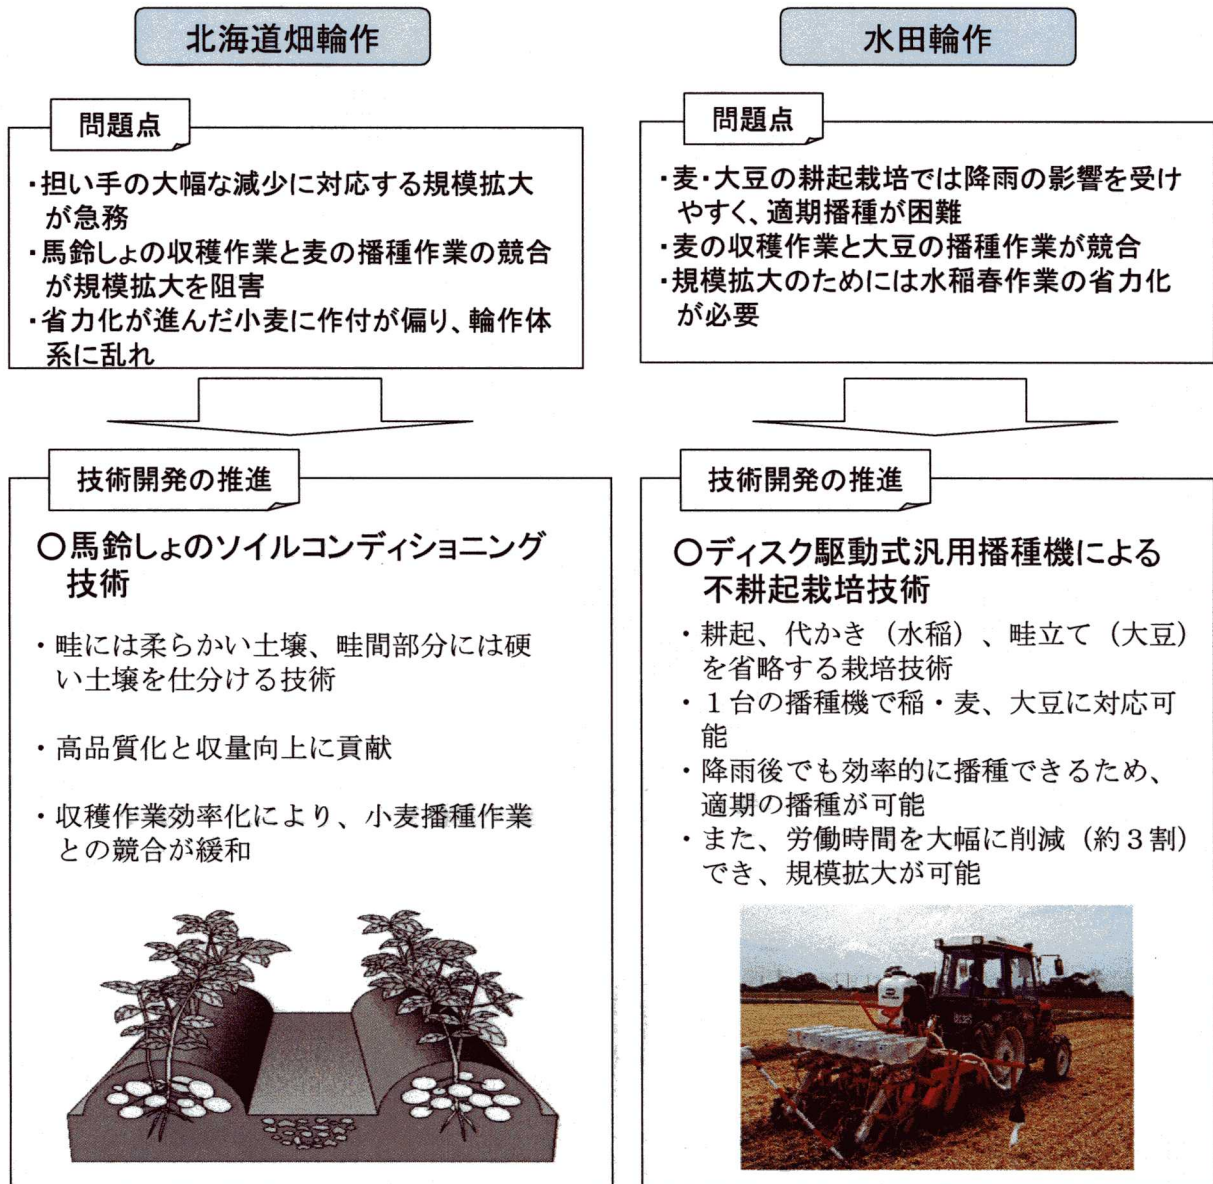 北海道畑輪作
問題点
・担い手の大幅な減少に対応する規模拡大
が急務
・馬鈴しょの収穫作業と麦の播種作業の競合
が規模拡大を阻害
・省力化が進んだ小麦に作付が偏り、輪作体
系に乱れ
技術開発の推進
〇馬鈴しょのソイルコンディショニング
技術
・畦には柔らかい土壌、畦間部分には硬
い土壌を仕分ける技術
・高品質化と収量向上に貢献
・収穫作業効率化により、小麦播種作業
との競合が緩和
水田輪作
問題点
・麦・大豆の耕起栽培では降雨の影響を受け
やすく、適期播種が困難
・麦の収穫作業と大豆の播種作業が競合
・規模拡大のためには水稲春作業の省力化
が必要
技術開発の推進
〇ディスク駆動式汎用播種機による
不耕起栽培技術
・耕起、代かき（水稲）、畦立て（大豆）
を省略する栽培技術
・１台の播種機で稲・麦、大豆に対応可
能
・降雨後でも効率的に播種できるため、
適期の播種が可能
・また、労働時間を大幅に削減（約３割）
でき、規模拡大が可能